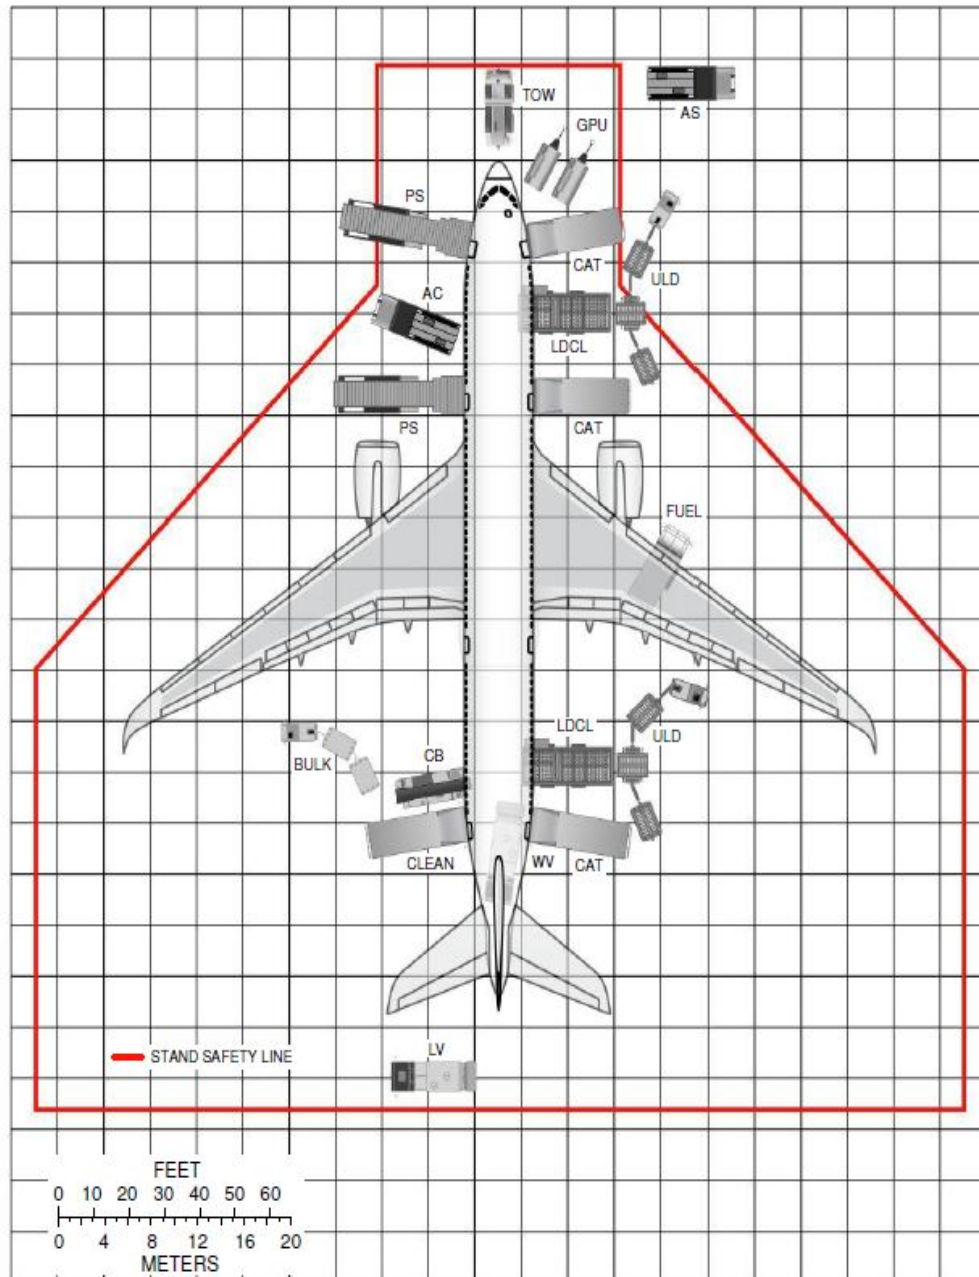 TOW
AS
GPU
PS
CAT
ULD
AC
LDCL
PS
CAT
FUEL
LDCL
ULD
BULK
CB
CLEAN
WV
CAT
LV
STAND SAFETY LINE
FEET
0 10 20 30 40 50 60
0 4 8 12 16 20
METERS